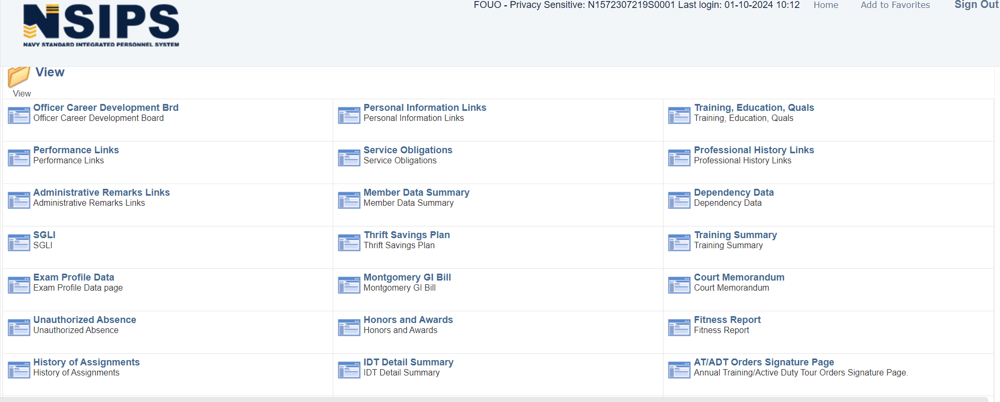 FOUO - Privacy Sensitive: N1572307219S0001 Last login: 01-10-2024 10:12 Home Add to Favorites Sign Out
NSIPS
NAVY STANDARD INTEGRATED PERSONNEL SYSTEM
View
View
Officer Career Development Brd
Officer Career Development Board
Personal Information Links
Personal Information Links
Training, Education, Quals
Training, Education, Quals
Performance Links
Performance Links
Service Obligations
Service Obligations
Professional History Links
Professional History Links
Administrative Remarks Links
Administrative Remarks Links
Member Data Summary
Member Data Summary
Dependency Data
Dependency Data
SGLI
SGLI
Thrift Savings Plan
Thrift Savings Plan
Training Summary
Training Summary
Exam Profile Data
Exam Profile Data page
Montgomery GI Bill
Montgomery GI Bill
Court Memorandum
Court Memorandum
Unauthorized Absence
Unauthorized Absence
Honors and Awards
Honors and Awards
Fitness Report
Fitness Report
History of Assignments
History of Assignments
IDT Detail Summary
IDT Detail Summary
AT/ADT Orders Signature Page
Annual Training/Active Duty Tour Orders Signature Page.